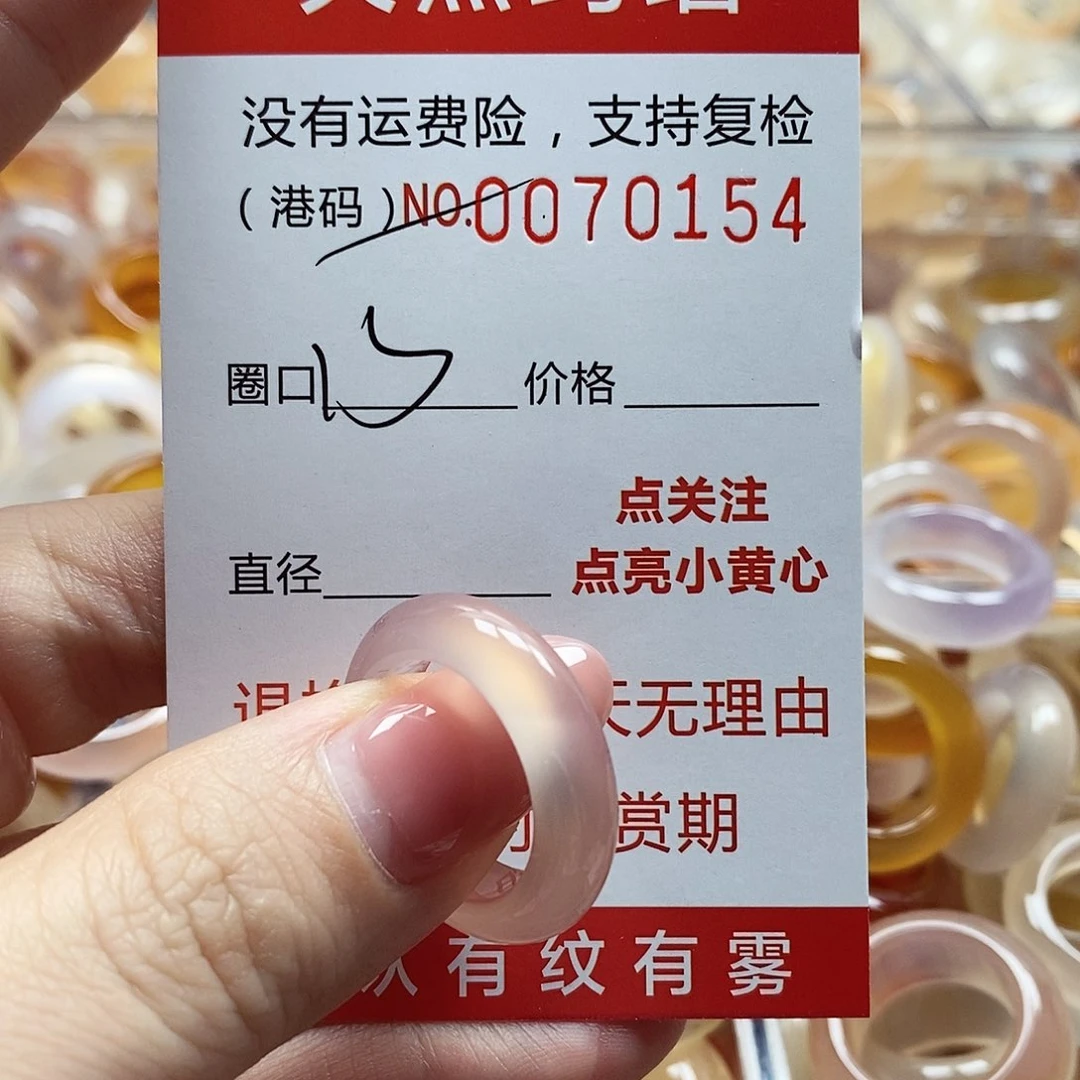 没有运费险，支持复检
（港码）NO.0070154
圈口 15 价格
点关注
直径 点亮小黄心
天无理由
赏期
有纹有雾